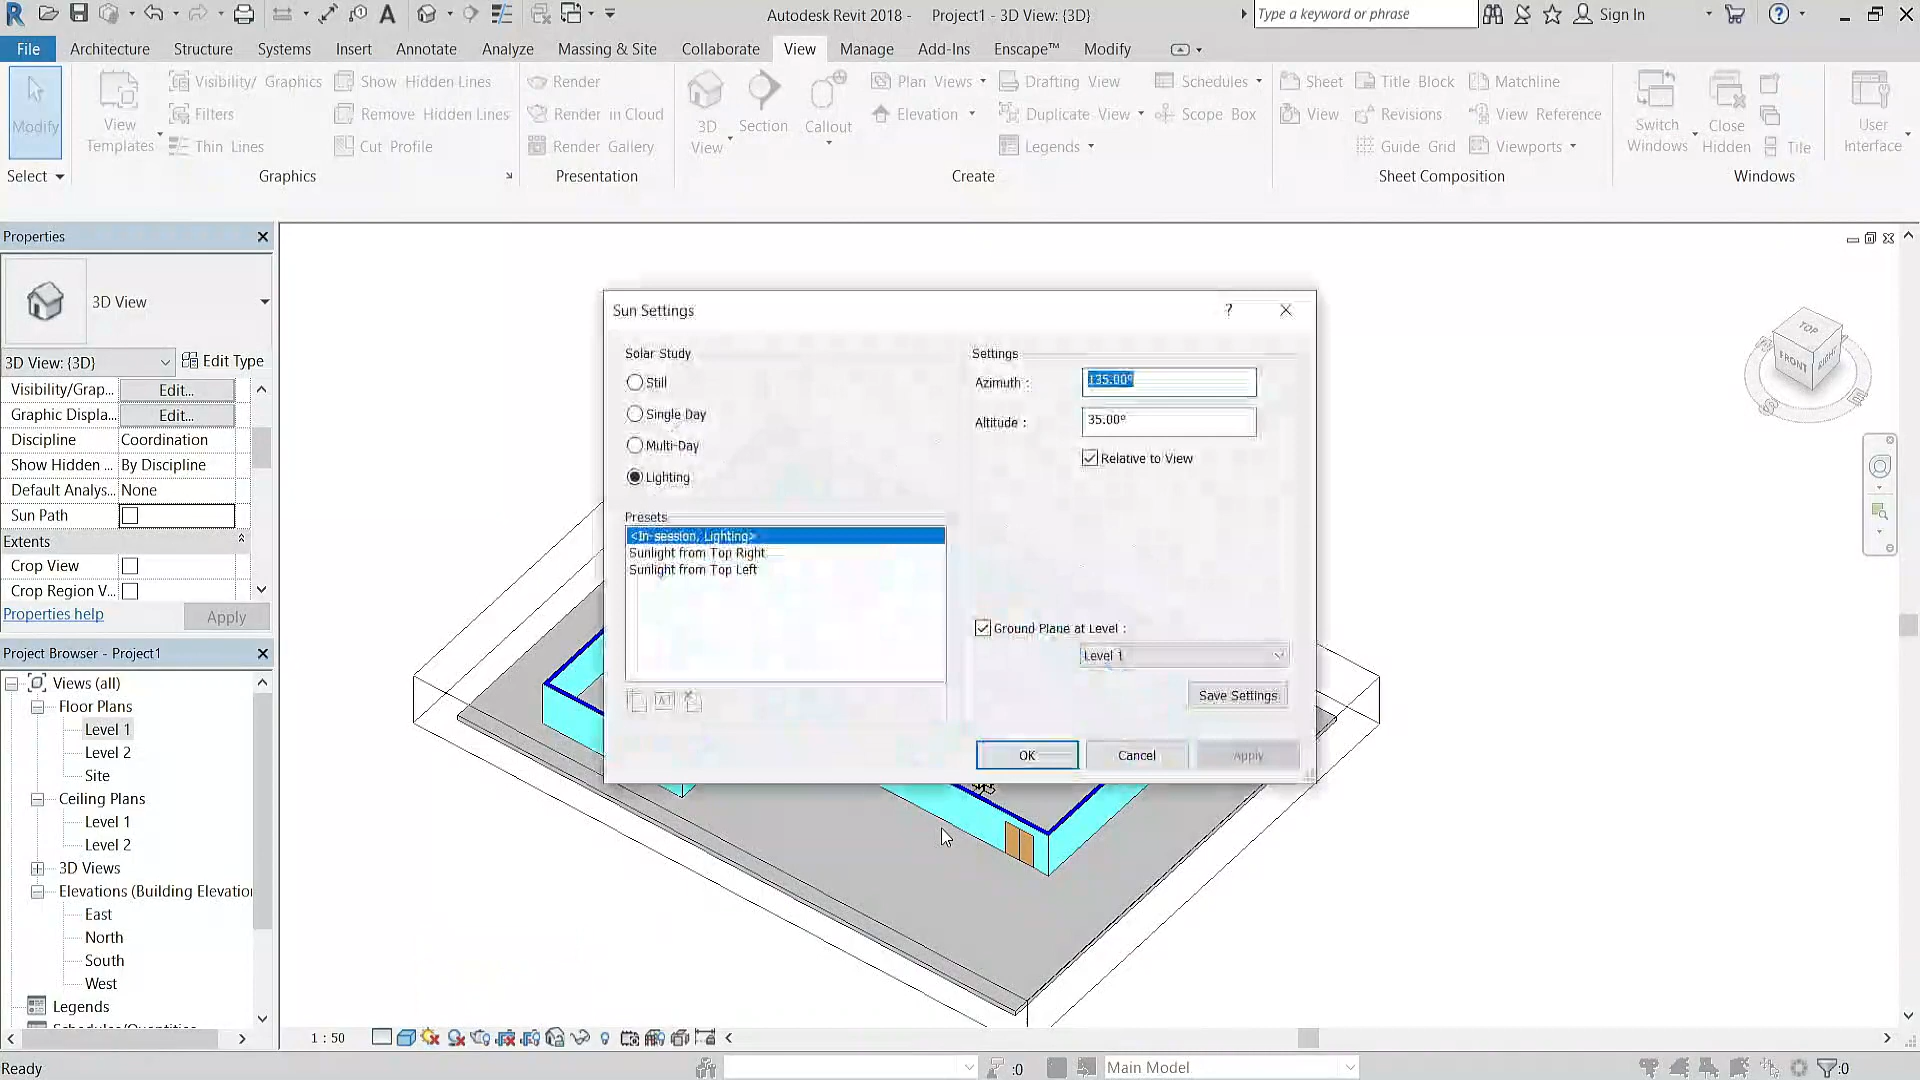 Autodesk Revit 2018 - Project1 - 3D View: {3D}
Type a keyword or phrase
Sign In
File Architecture Structure Systems Insert Annotate Analyze Massing & Site Collaborate View Manage Add-Ins Enscape™ Modify
Modify
Select
View Templates
Visibility/ Graphics
Filters
Thin Lines
Show Hidden Lines
Remove Hidden Lines
Cut Profile
Graphics
Render
Render in Cloud
Render Gallery
Presentation
3D View
Section
Callout
Plan Views
Elevation
Drafting View
Duplicate View
Legends
Schedules
Scope Box
Create
Sheet
View
Title Block
Revisions
Guide Grid
Matchline
View Reference
Viewports
Sheet Composition
Switch Windows
Close Hidden
Tile
Windows
User Interface
Properties
3D View
3D View: {3D}
Edit Type
Visibility/Grap... Edit...
Graphic Displa... Edit...
Discipline Coordination
Show Hidden ... By Discipline
Default Analys... None
Sun Path
Extents
Crop View
Crop Region V...
Properties help
Apply
Project Browser - Project1
Views (all)
Floor Plans
Level 1
Level 2
Site
Ceiling Plans
Level 1
Level 2
3D Views
Elevations (Building Elevation
East
North
South
West
Legends
Schedules/Quantities
Sun Settings
?
Solar Study
Still
Single Day
Multi-Day
Lighting
Presets
<In-session, Lighting>
Sunlight from Top Right
Sunlight from Top Left
Settings
Azimuth : 135.00°
Altitude : 35.00°
Relative to View
Ground Plane at Level :
Level 1
Save Settings
OK
Cancel
Apply
TOP
FRONT
RIGHT
S
E
1 : 50
Ready
:0
Main Model
:0